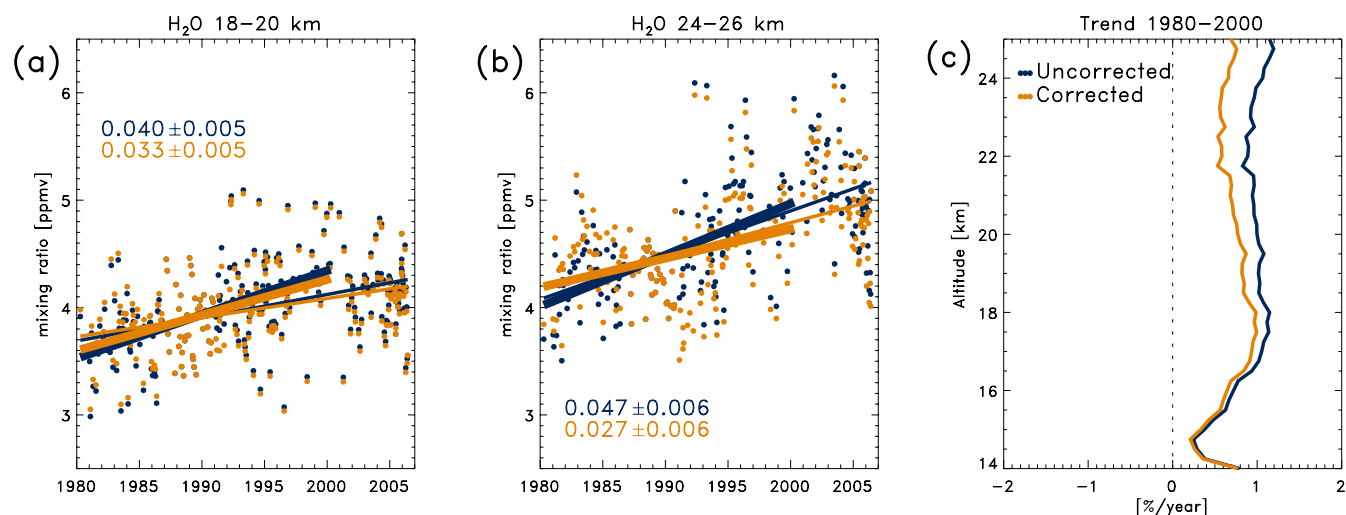 H2O 18−20 km
(a)
mixing ratio [ppmv]
6
5
4
3
0.040±0.005
0.033±0.005
1980 1985 1990 1995 2000 2005
H2O 24−26 km
(b)
mixing ratio [ppmv]
6
5
4
3
0.047±0.006
0.027±0.006
1980 1985 1990 1995 2000 2005
Trend 1980−2000
(c)
Uncorrected
Corrected
Altitude [km]
24
22
20
18
16
14
−2 −1 0 1 2
[%/year]